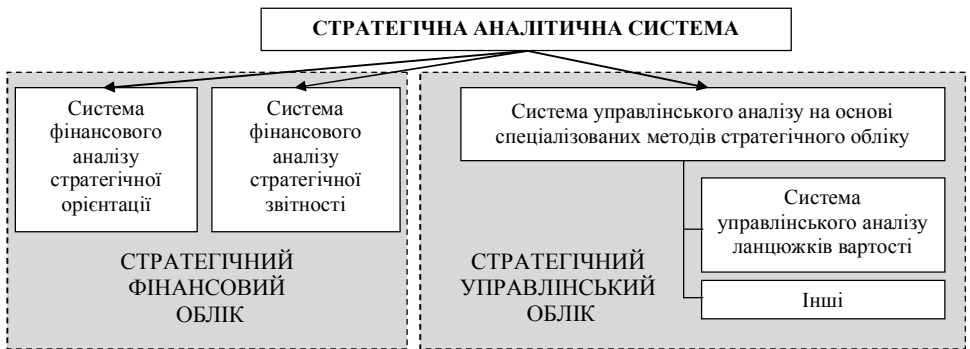 СТРАТЕГІЧНА АНАЛІТИЧНА СИСТЕМА
Система
фінансового
аналізу
стратегічної
орієнтації
Система
фінансового
аналізу
стратегічної
звітності
СТРАТЕГІЧНИЙ
ФІНАНСОВИЙ
ОБЛІК
Система управлінського аналізу на основі
спеціалізованих методів стратегічного обліку
Система
управлінського аналізу
ланцюжків вартості
Інші
СТРАТЕГІЧНИЙ
УПРАВЛІНСЬКИЙ
ОБЛІК